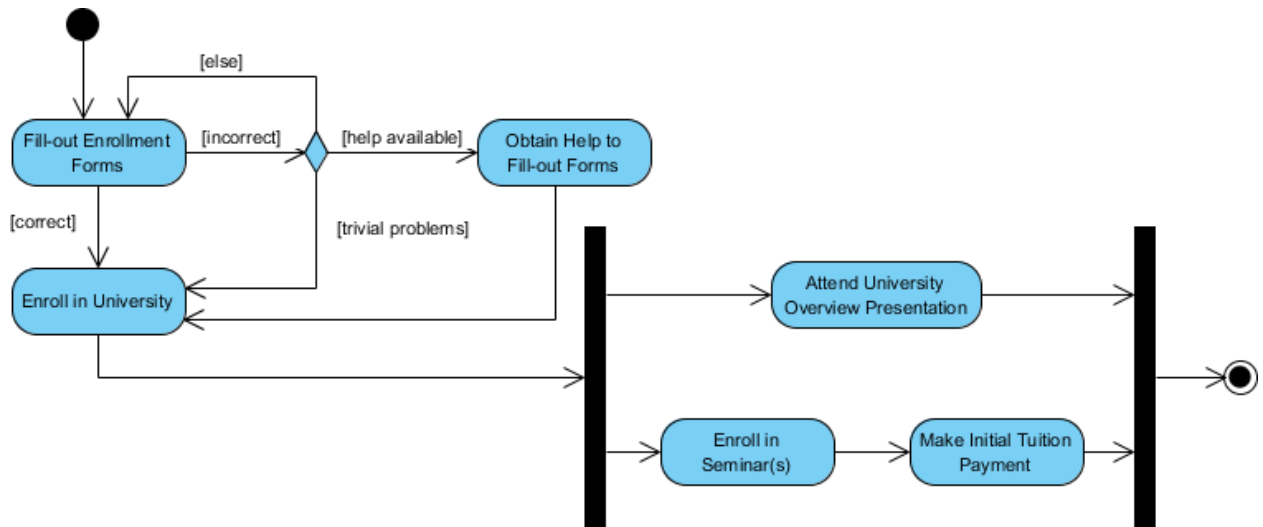 [else]
Fill-out Enrollment
Forms
[incorrect]
[help available]
Obtain Help to
Fill-out Forms
[correct]
[trivial problems]
Enroll in University
Attend University
Overview Presentation
Enroll in
Seminar(s)
Make Initial Tuition
Payment